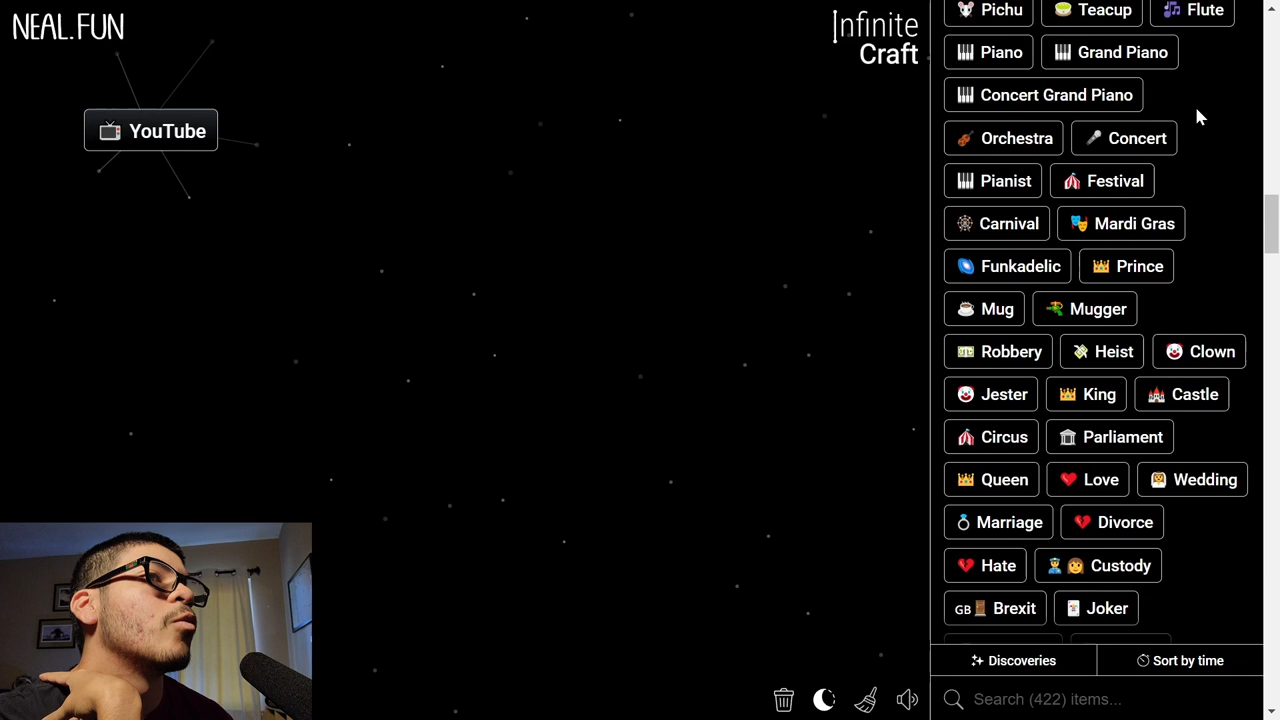 NEAL.FUN
Infinite
Craft
YouTube
Pichu Teacup Flute
Piano Grand Piano
Concert Grand Piano
Orchestra Concert
Pianist Festival
Carnival Mardi Gras
Funkadelic Prince
Mug Mugger
Robbery Heist Clown
Jester King Castle
Circus Parliament
Queen Love Wedding
Marriage Divorce
Hate Custody
GB Brexit Joker
Discoveries Sort by time
Search (422) items...